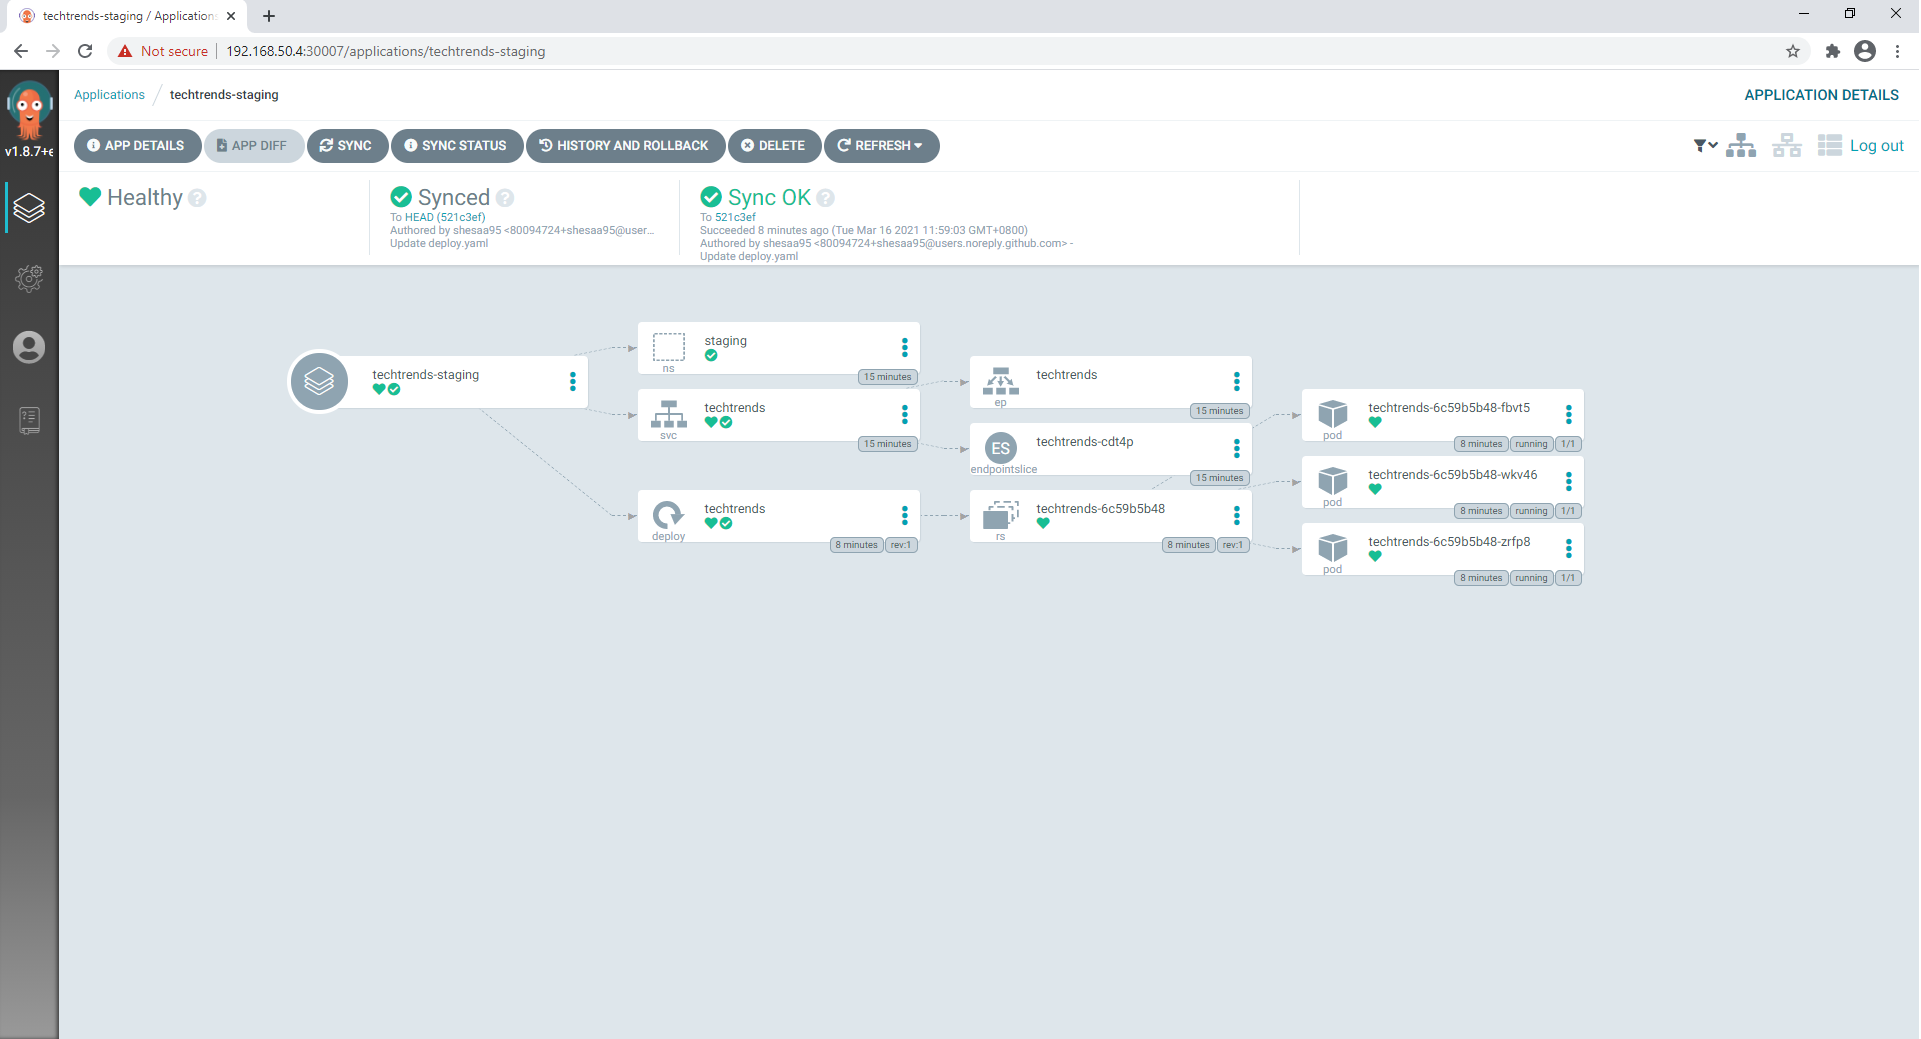 techtrends-staging / Applications
Not secure
192.168.50.4:30007/applications/techtrends-staging
v1.8.7+e
Applications
techtrends-staging
APPLICATION DETAILS
APP DETAILS
APP DIFF
SYNC
SYNC STATUS
HISTORY AND ROLLBACK
DELETE
REFRESH
Log out
Healthy
Synced
To HEAD (521c3ef)
Authored by shesaa95 <80094724+shesaa95@user...
Update deploy.yaml
Sync OK
To 521c3ef
Succeeded 8 minutes ago (Tue Mar 16 2021 11:59:03 GMT+0800)
Authored by shesaa95 <80094724+shesaa95@users.noreply.github.com> -
Update deploy.yaml
techtrends-staging
staging
ns
15 minutes
techtrends
svc
15 minutes
techtrends
deploy
8 minutes
rev:1
techtrends
ep
15 minutes
ES
techtrends-cdt4p
endpointslice
15 minutes
techtrends-6c59b5b48
rs
8 minutes
rev:1
techtrends-6c59b5b48-fbvt5
pod
8 minutes
running
1/1
techtrends-6c59b5b48-wkv46
pod
8 minutes
running
1/1
techtrends-6c59b5b48-zrfp8
pod
8 minutes
running
1/1